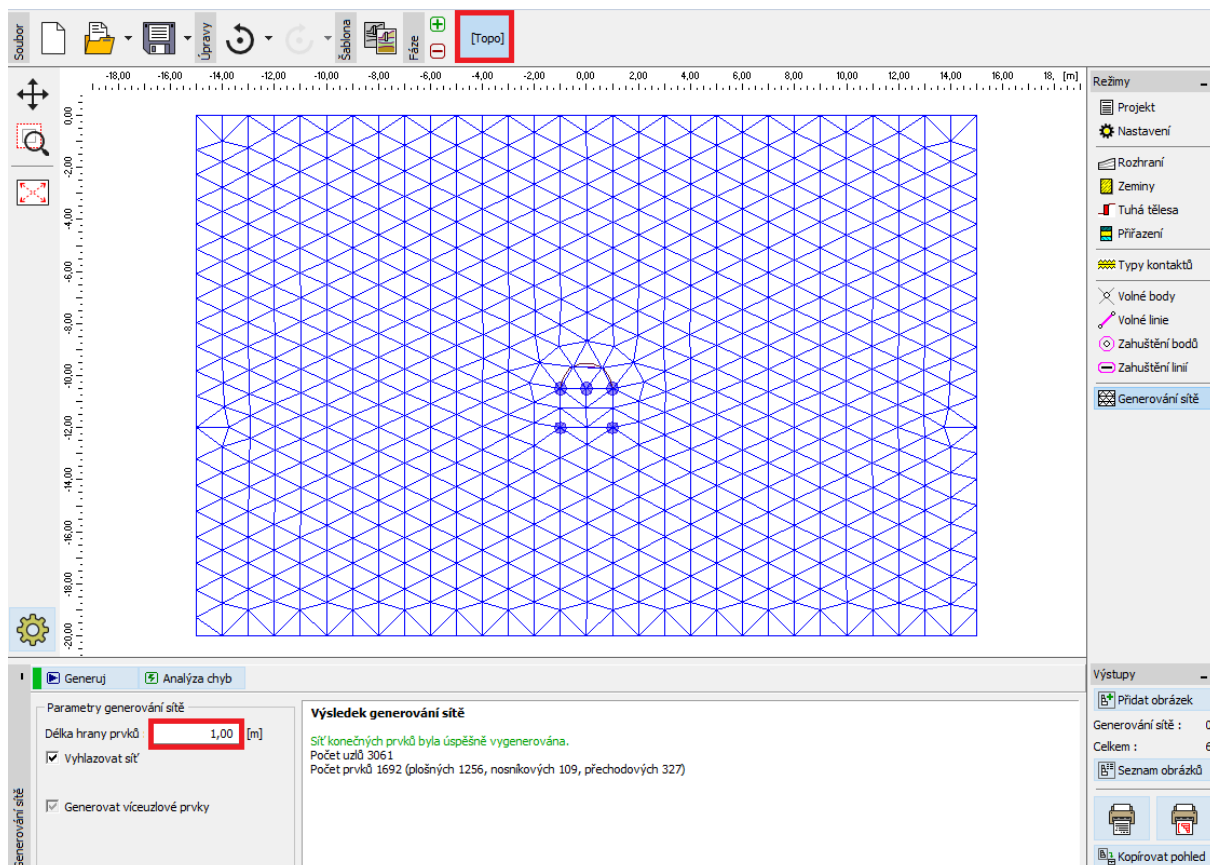 Soubor
Úpravy
Šablona
Fáze
[Topo]
-18,00 -16,00 -14,00 -12,00 -10,00 -8,00 -6,00 -4,00 -2,00 0,00 2,00 4,00 6,00 8,00 10,00 12,00 14,00 16,00 18, [m]
0,00
-2,00
-4,00
-6,00
-8,00
-10,00
-12,00
-14,00
-16,00
-18,00
-20,00
Režimy
Projekt
Nastavení
Rozhraní
Zeminy
Tuhá tělesa
Přiřazení
Typy kontaktů
Volné body
Volné linie
Zahuštění bodů
Zahuštění linií
Generování sítě
Generování sítě
Generuj Analýza chyb
Parametry generování sítě
Délka hrany prvků : 1,00 [m]
Vyhlazovat síť
Generovat víceuzlové prvky
Výsledek generování sítě
Síť konečných prvků byla úspěšně vygenerována.
Počet uzlů 3061
Počet prvků 1692 (plošných 1256, nosníkových 109, přechodových 327)
Výstupy
Přidat obrázek
Generování sítě : 0
Celkem : 6
Seznam obrázků
Kopírovat pohled